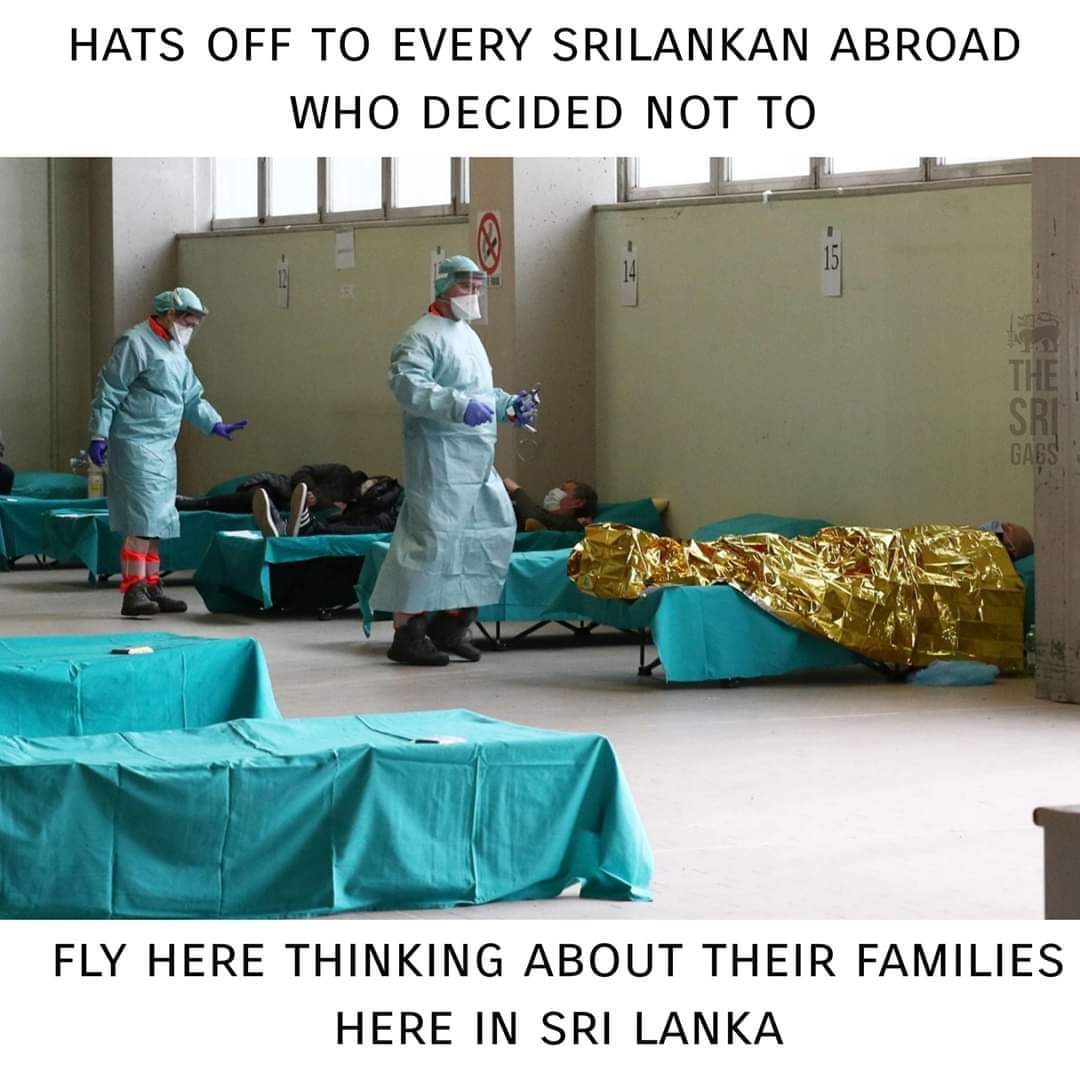 HATS OFF TO EVERY SRILANKAN ABROAD
WHO DECIDED NOT TO
12
14
15
THE
SRI
GAGS
FLY HERE THINKING ABOUT THEIR FAMILIES
HERE IN SRI LANKA